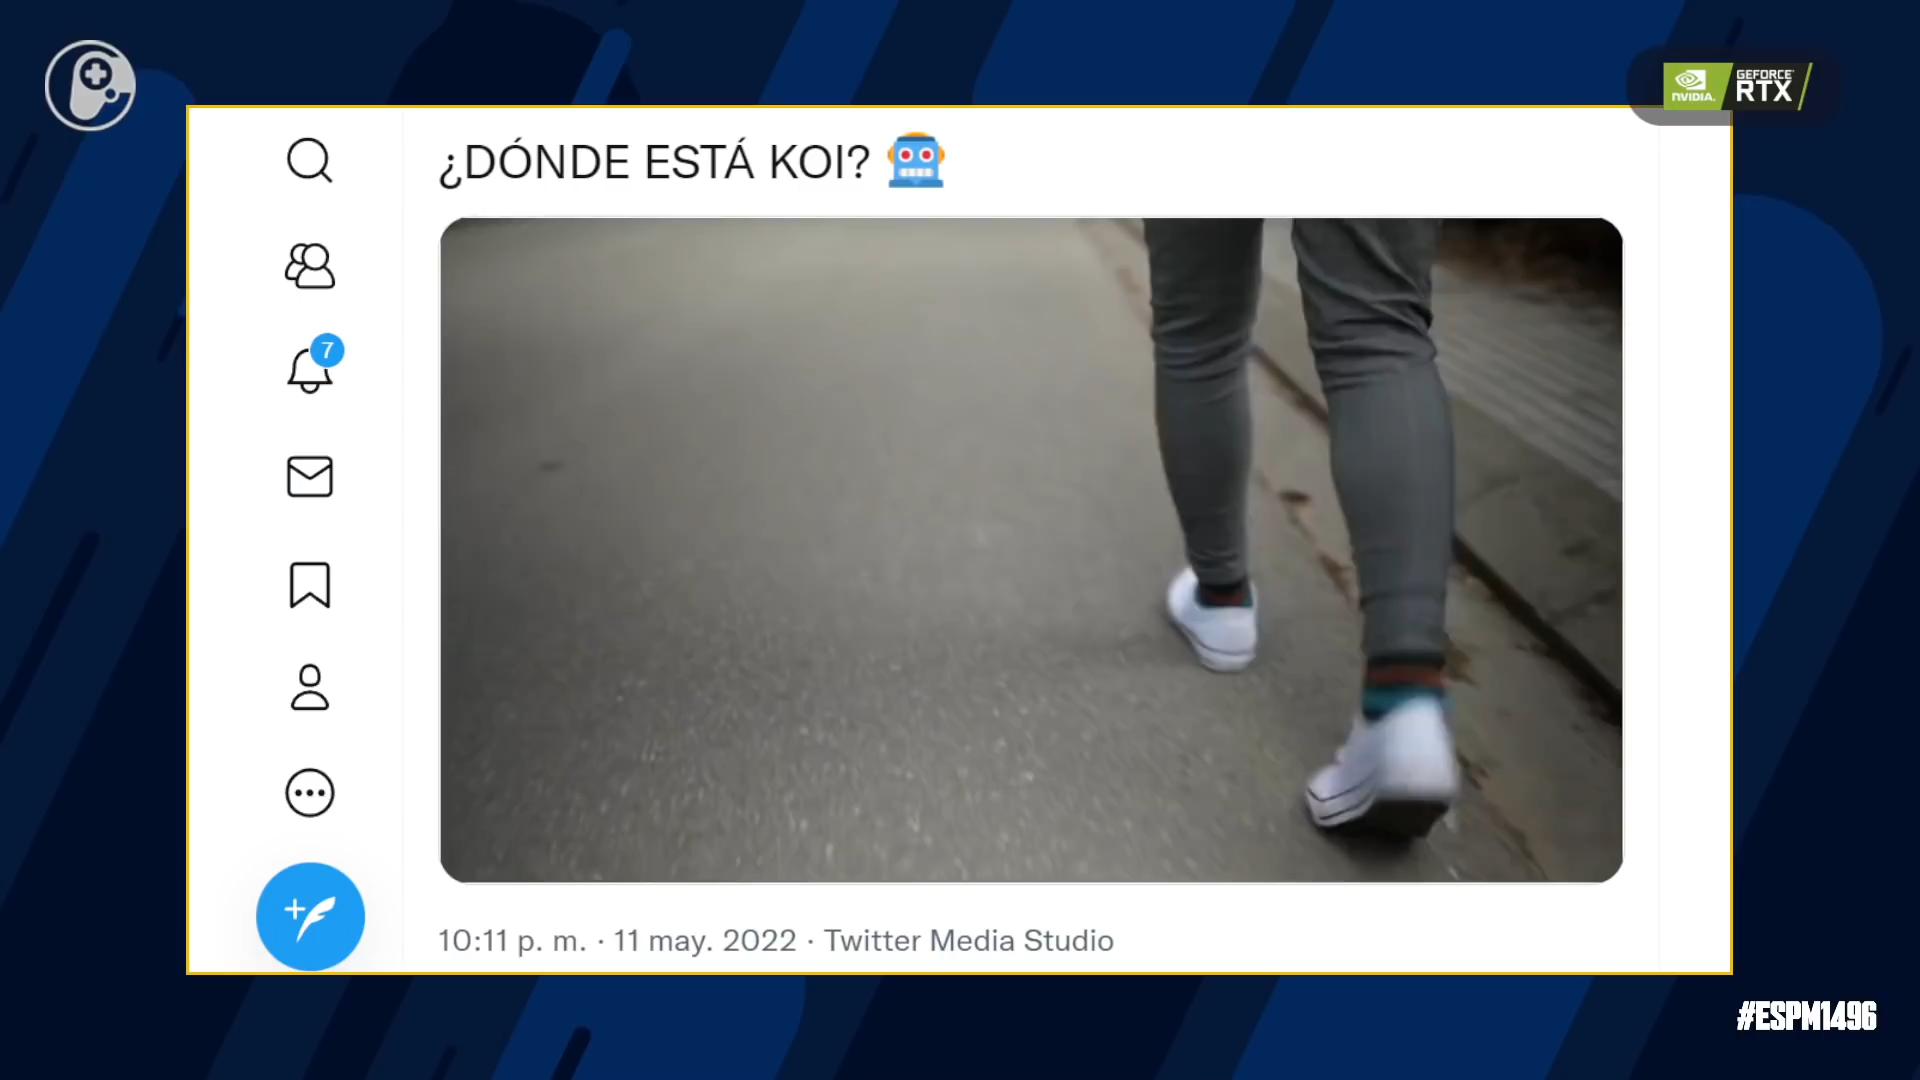 NVIDIA.
GEFORCE
RTX
¿DÓNDE ESTÁ KOI?
7
10:11 p. m. · 11 may. 2022 · Twitter Media Studio
#ESPM1496